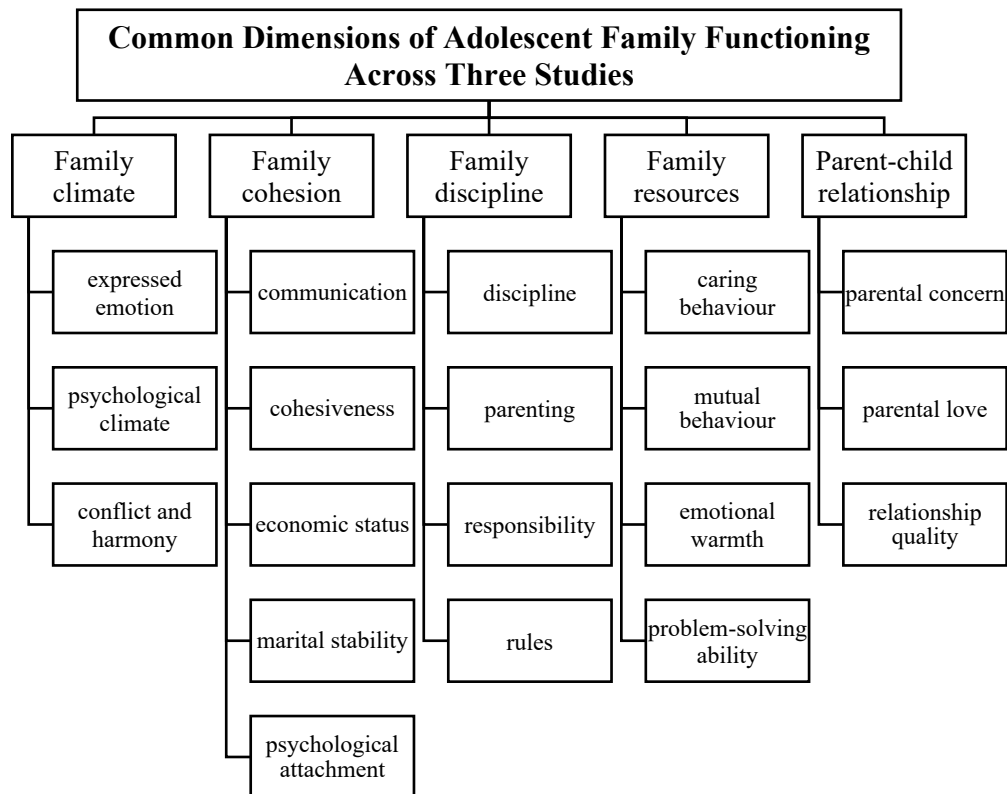 Common Dimensions of Adolescent Family Functioning
Across Three Studies
Family
climate
expressed
emotion
psychological
climate
conflict and
harmony
Family
cohesion
communication
cohesiveness
economic status
marital stability
psychological
attachment
Family
discipline
discipline
parenting
responsibility
rules
Family
resources
caring
behaviour
mutual
behaviour
emotional
warmth
problem-solving
ability
Parent-child
relationship
parental concern
parental love
relationship
quality